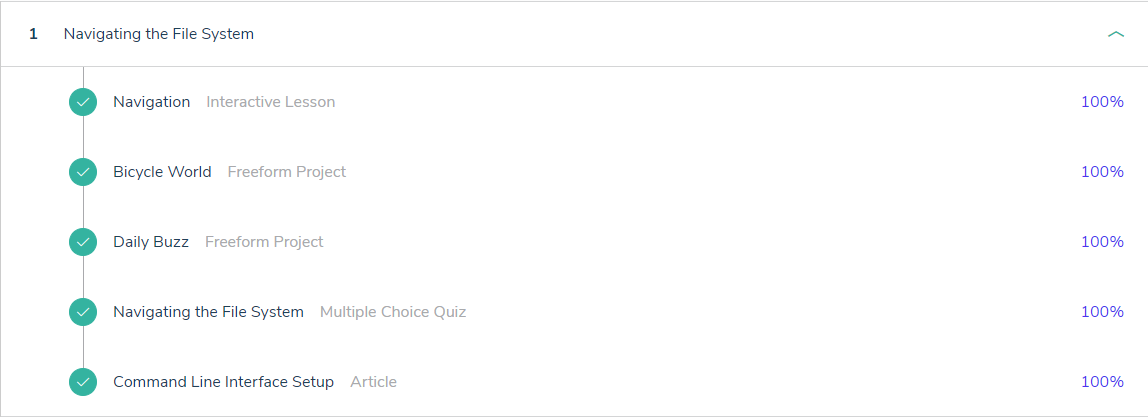 1 Navigating the File System
Navigation Interactive Lesson 100%
Bicycle World Freeform Project 100%
Daily Buzz Freeform Project 100%
Navigating the File System Multiple Choice Quiz 100%
Command Line Interface Setup Article 100%